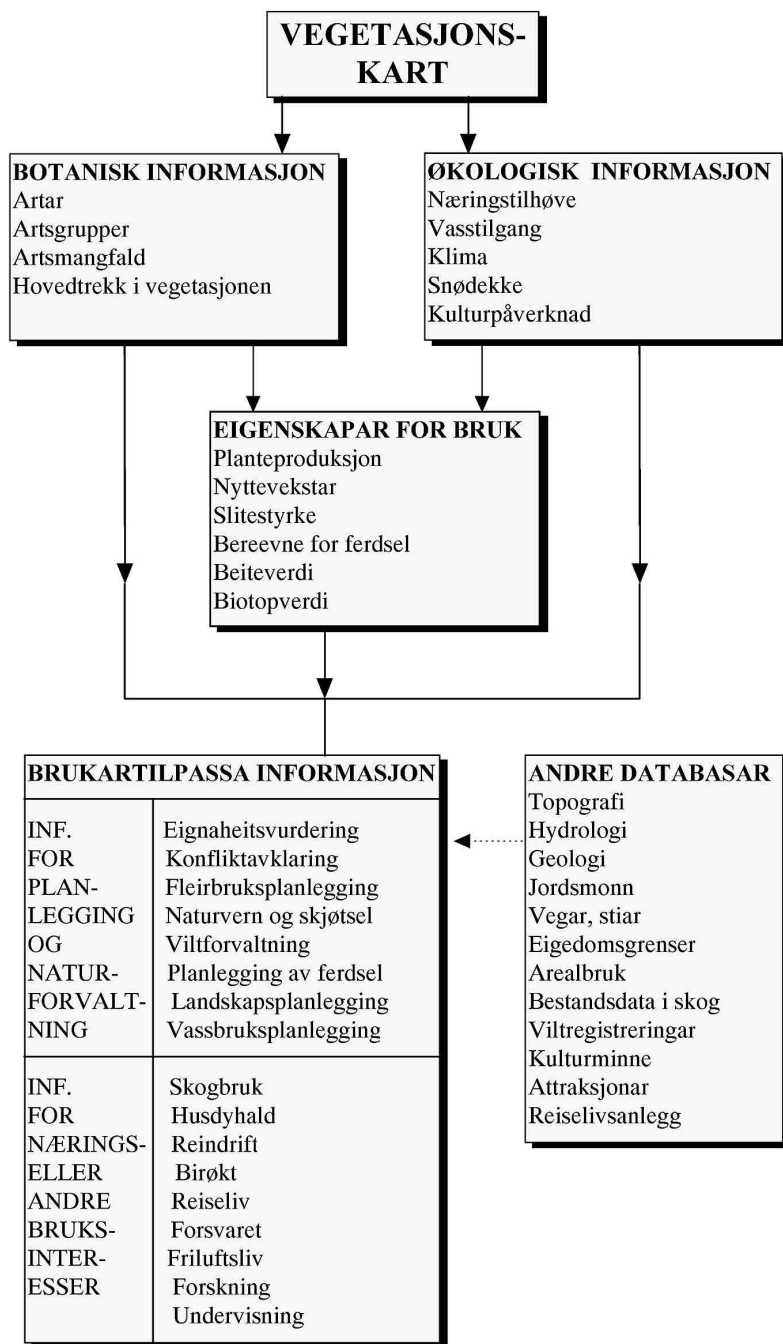 VEGETASJONS-
KART
BOTANISK INFORMASJON
Artar
Artsgrupper
Artsmangfald
Hovedtrekk i vegetasjonen
ØKOLOGISK INFORMASJON
Næringstilhøve
Vasstilgang
Klima
Snødekke
Kulturpåverknad
EIGENSKAPAR FOR BRUK
Planteproduksjon
Nyttevekstar
Slitestyrke
Bereevne for ferdsel
Beiteverdi
Biotopverdi
BRUKARTILPASSA INFORMASJON
INF.
FOR
PLAN-
LEGGING
OG
NATUR-
FORVALT-
NING
Eignaheitsvurdering
Konfliktavklaring
Fleirbruksplanlegging
Naturvern og skjøtsel
Viltforvaltning
Planlegging av ferdsel
Landskapsplanlegging
Vassbruksplanlegging
INF.
FOR
NÆRINGS-
ELLER
ANDRE
BRUKS-
INTER-
ESSER
Skogbruk
Husdyhald
Reindrift
Birøkt
Reiseliv
Forsvaret
Friluftsliv
Forskning
Undervisning
ANDRE DATABASAR
Topografi
Hydrologi
Geologi
Jordsmonn
Vegar, stiar
Eigedomsgrenser
Arealbruk
Bestandsdata i skog
Viltregistreringar
Kulturminne
Attraksjonar
Reiselivsanlegg